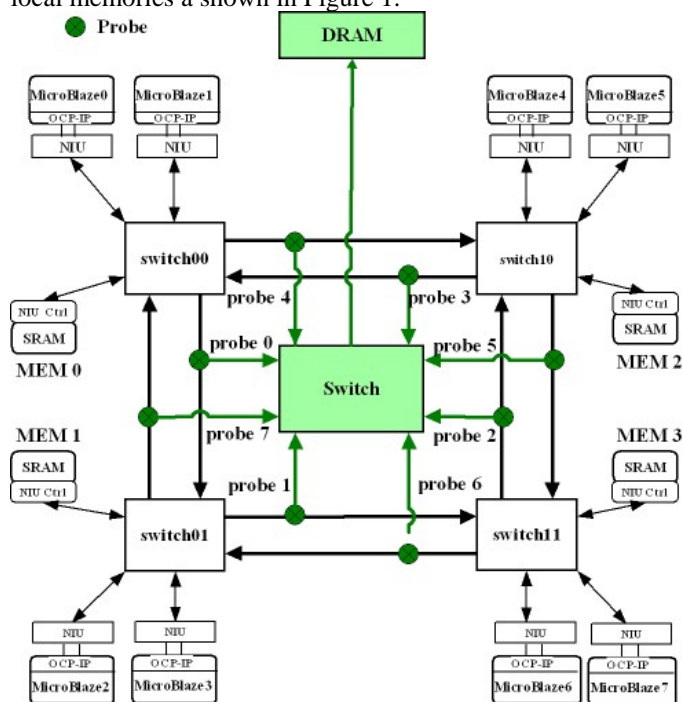 local memories a shown in Figure 1.
Probe
DRAM
MicroBlaze0
OCP-IP
NIU
MicroBlaze1
OCP-IP
NIU
MicroBlaze4
OCP-IP
NIU
MicroBlaze5
OCP-IP
NIU
switch00
switch10
probe 4
probe 3
NIU Ctrl
SRAM
MEM 0
probe 0
probe 5
NIU Ctrl
SRAM
MEM 2
Switch
MEM 1
SRAM
NIU Ctrl
probe 7
probe 2
MEM 3
SRAM
NIU Ctrl
probe 1
probe 6
switch01
switch11
NIU
OCP-IP
MicroBlaze2
NIU
OCP-IP
MicroBlaze3
NIU
OCP-IP
MicroBlaze6
NIU
OCP-IP
MicroBlaze7